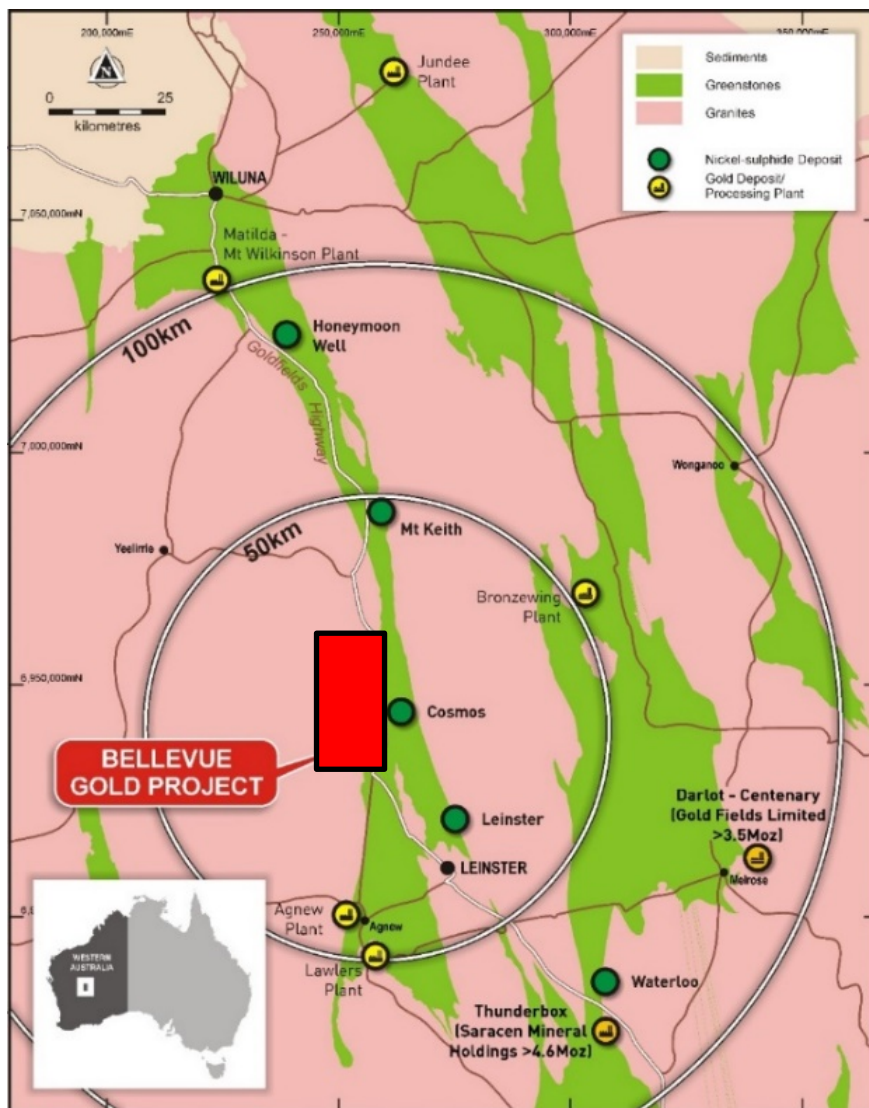 200,000mE
250,000mE
300,000mE
N
0 25
kilometres
Jundee
Plant
Sediments
Greenstones
Granites
Nickel-sulphide Deposit
Gold Deposit/
Processing Plant
WILUNA
7,050,000mN
Matilda -
Mt Wilkinson Plant
100km
Honeymoon
Well
Goldfields
Highway
7,000,000mN
Wonganoo
50km
Mt Keith
Yeelirrie
Bronzewing
Plant
6,950,000mN
Cosmos
BELLEVUE
GOLD PROJECT
Darlot - Centenary
(Gold Fields Limited
>3.5Moz)
Leinster
LEINSTER
Melrose
Agnew
Plant
Agnew
Lawlers
Plant
WESTERN
AUSTRALIA
Waterloo
Thunderbox
(Saracen Mineral
Holdings >4.6Moz)